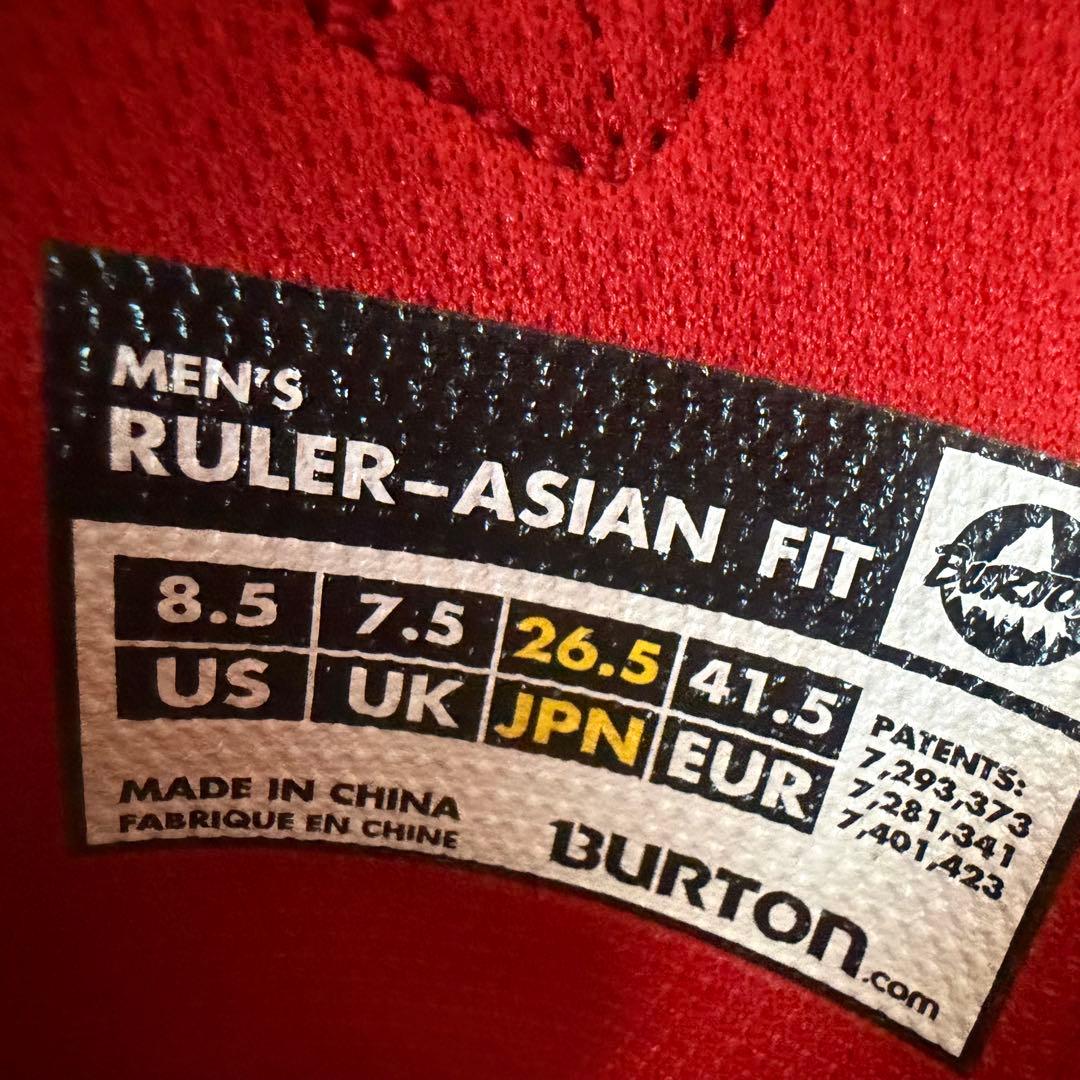 MEN'S
RULER-ASIAN FIT
BURTON
8.5 7.5 26.5 41.5
US UK JPN EUR
PATENTS:
7,293,373
7,281,341
7,401,423
MADE IN CHINA
FABRIQUE EN CHINE
BURTON.com